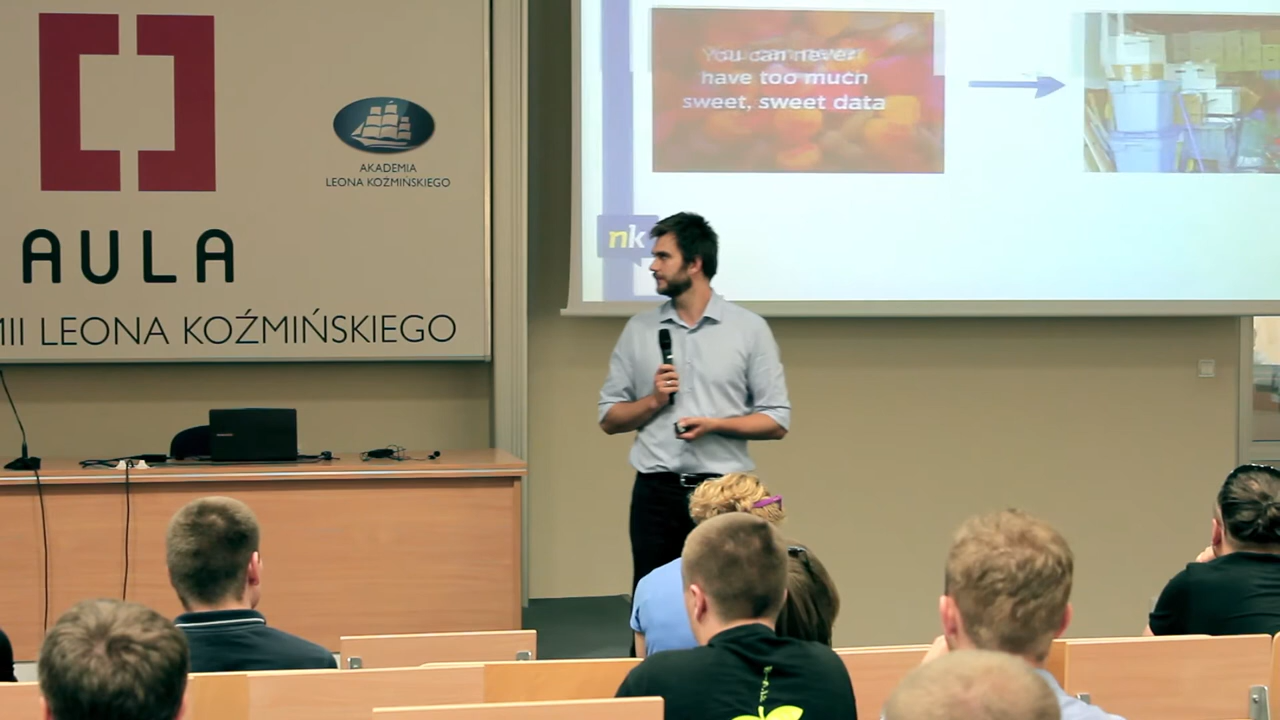 AULA
MII LEONA KOŹMIŃSKIEGO
AKADEMIA
LEONA KOŹMIŃSKIEGO
You can never
have too much
sweet, sweet data
nk